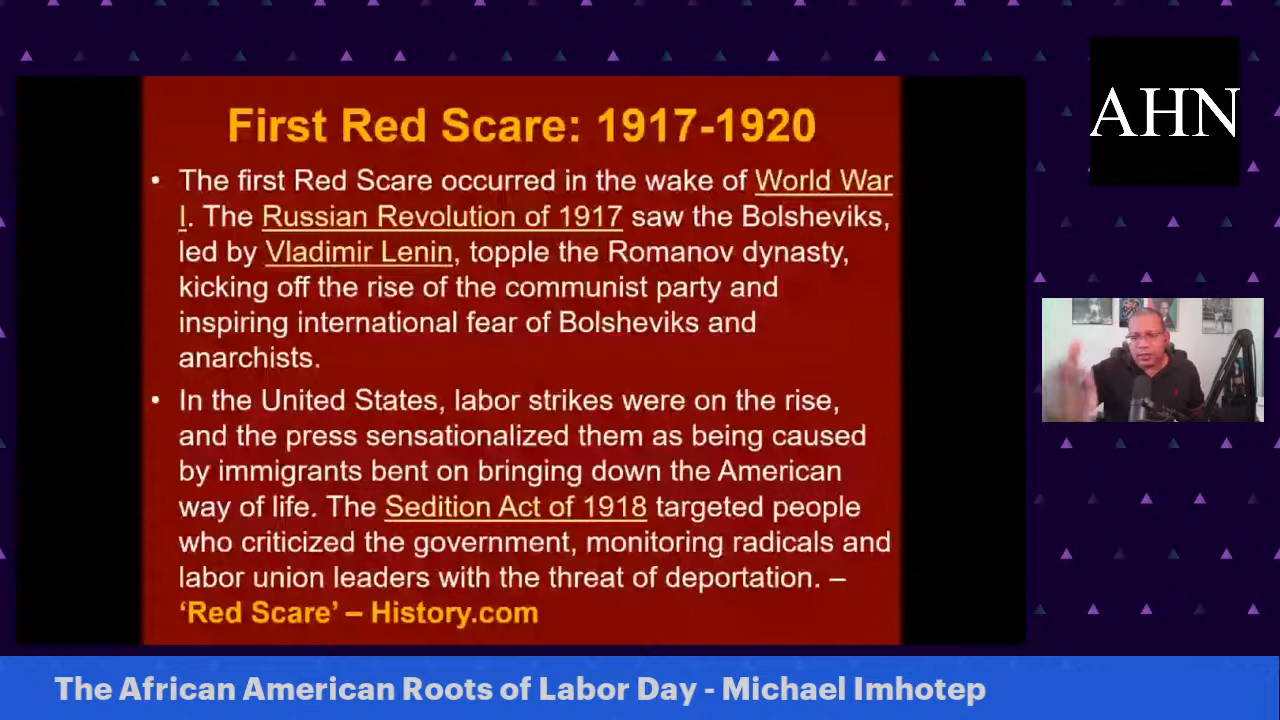 First Red Scare: 1917-1920
AHN
• The first Red Scare occurred in the wake of World War
I. The Russian Revolution of 1917 saw the Bolsheviks,
led by Vladimir Lenin, topple the Romanov dynasty,
kicking off the rise of the communist party and
inspiring international fear of Bolsheviks and
anarchists.
• In the United States, labor strikes were on the rise,
and the press sensationalized them as being caused
by immigrants bent on bringing down the American
way of life. The Sedition Act of 1918 targeted people
who criticized the government, monitoring radicals and
labor union leaders with the threat of deportation. –
‘Red Scare’ – History.com
The African American Roots of Labor Day - Michael Imhotep